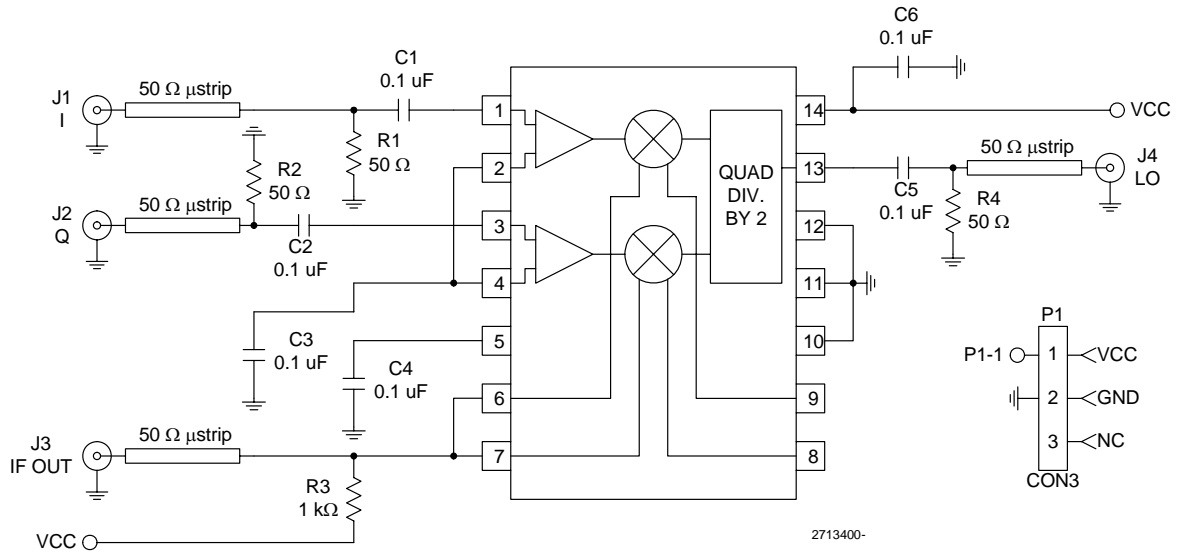 C6
0.1 uF
C1
0.1 uF
50 Ω μstrip
J1
I
1
14
VCC
R1
50 Ω
R2
50 Ω
2
QUAD
DIV.
BY 2
13
C5
0.1 uF
50 Ω μstrip
J4
LO
R4
50 Ω
50 Ω μstrip
J2
Q
C2
0.1 uF
3
12
4
11
C3
0.1 uF
5
10
C4
0.1 uF
P1
P1-1
1
VCC
2
GND
3
NC
CON3
6
9
50 Ω μstrip
J3
IF OUT
7
8
R3
1 kΩ
VCC
2713400-